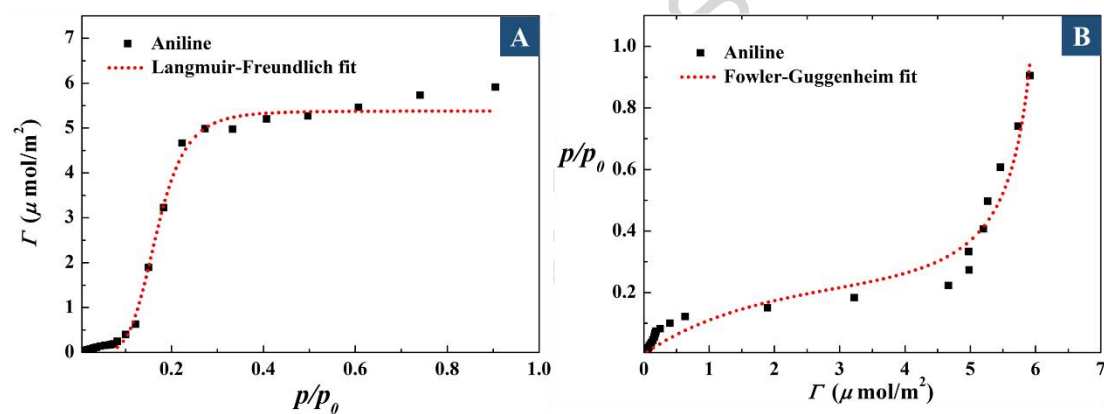 A
Aniline
Langmuir-Freundlich fit
Γ (μ mol/m²)
7
6
5
4
3
2
1
0
0.2
0.4
0.6
0.8
1.0
p/p₀
B
Aniline
Fowler-Guggenheim fit
p/p₀
1.0
0.8
0.6
0.4
0.2
0
1
2
3
4
5
6
7
Γ (μ mol/m²)